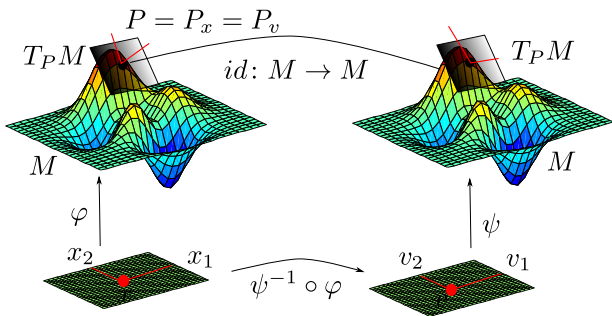 P = P_x = P_v
T_P M
T_P M
id: M → M
M
M
φ
ψ
x_2
x_1
v_2
v_1
ψ^{-1} ∘ φ